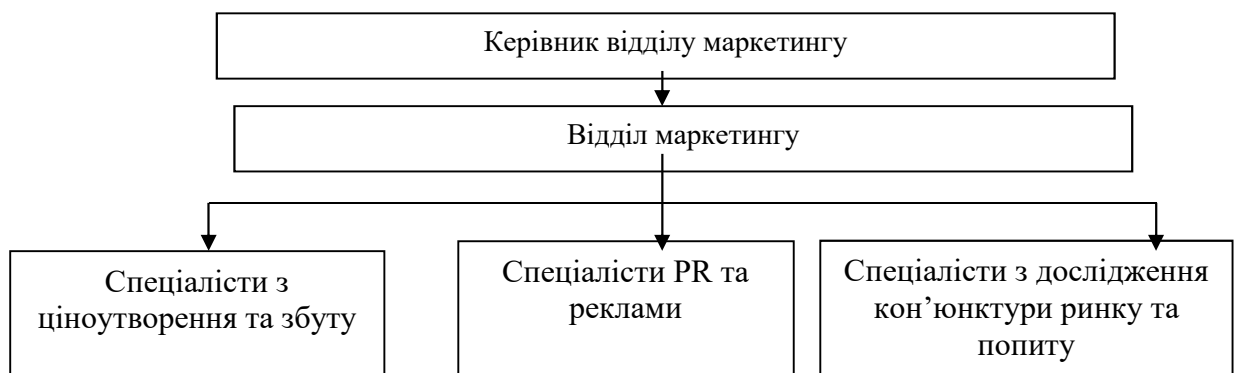 Керівник відділу маркетингу
Відділ маркетингу
Спеціалісти з
ціноутворення та збуту
Спеціалісти PR та
реклами
Спеціалісти з дослідження
кон’юнктури ринку та
попиту